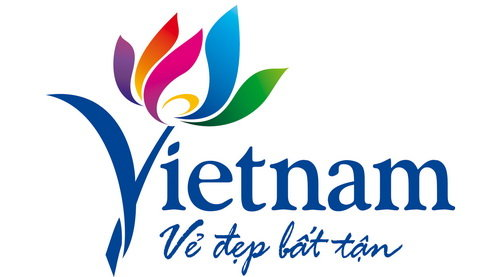 Vietnam
Vẻ đẹp bất tận